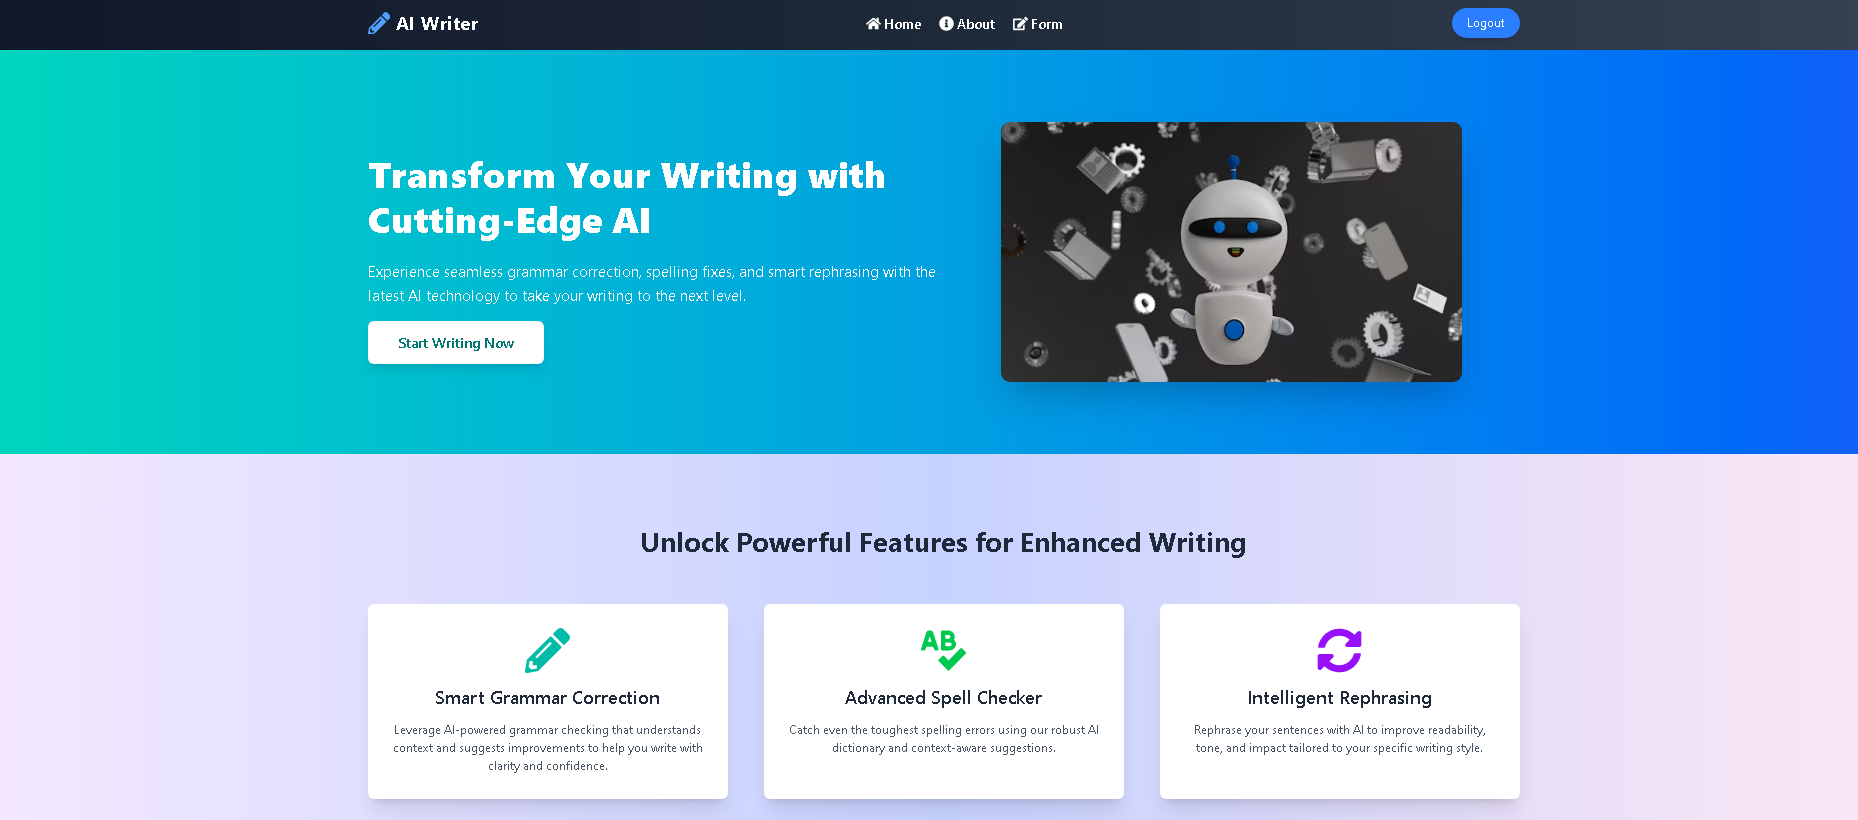 AI Writer
Home
About
Form
Logout
Transform Your Writing with
Cutting-Edge AI
Experience seamless grammar correction, spelling fixes, and smart rephrasing with the
latest AI technology to take your writing to the next level.
Start Writing Now
Unlock Powerful Features for Enhanced Writing
AB
Smart Grammar Correction
Leverage AI-powered grammar checking that understands
context and suggests improvements to help you write with
clarity and confidence.
Advanced Spell Checker
Catch even the toughest spelling errors using our robust AI
dictionary and context-aware suggestions.
Intelligent Rephrasing
Rephrase your sentences with AI to improve readability,
tone, and impact tailored to your specific writing style.